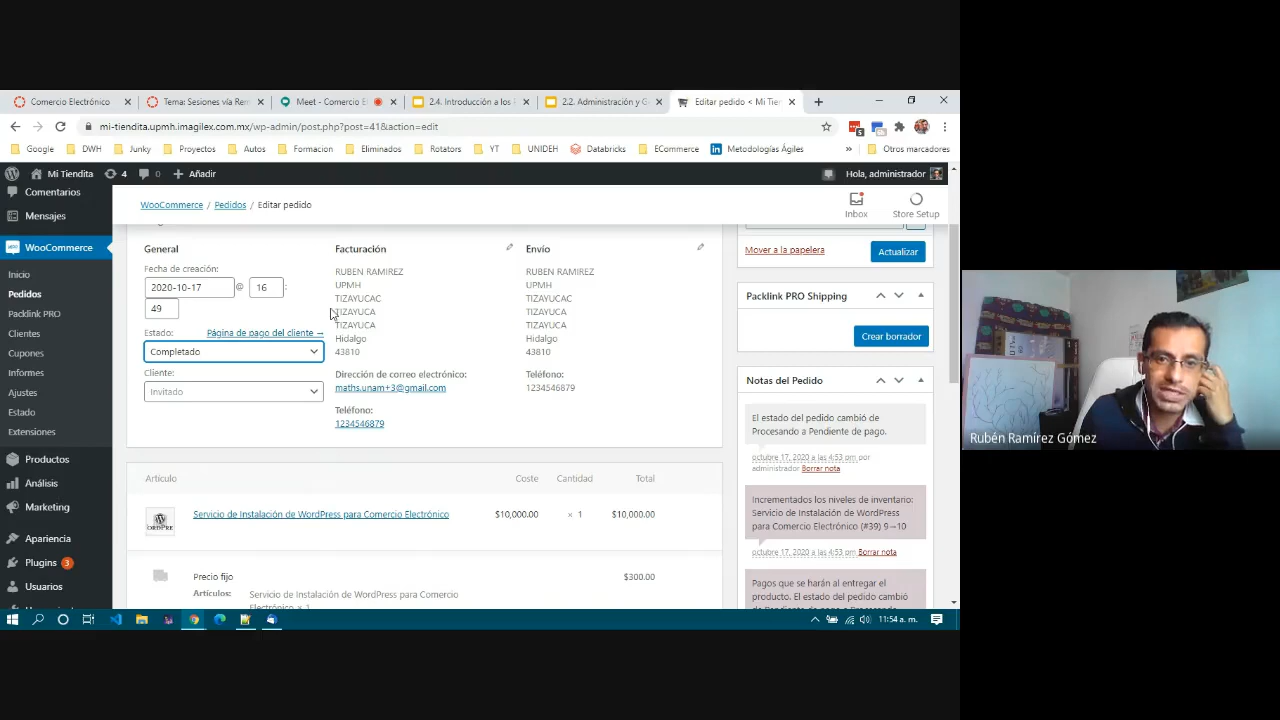 Comercio Electrónico
Tema: Sesiones vía Rem
Meet - Comercio E
2.4. Introducción a los
2.2. Administración y G
Editar pedido < Mi Tien
mi-tiendita.upmh.imagilex.com.mx/wp-admin/post.php?post=41&action=edit
Google
DWH
Junky
Proyectos
Autos
Formacion
Eliminados
Rotators
YT
UNIDEH
Databricks
ECommerce
Metodologías Ágiles
»
Otros marcadores
Mi Tiendita
4
0
Añadir
Hola, administrador
Comentarios
Mensajes
WooCommerce
Inicio
Pedidos
Packlink PRO
Clientes
Cupones
Informes
Ajustes
Estado
Extensiones
Productos
Análisis
Marketing
Apariencia
Plugins 3
Usuarios
WooCommerce / Pedidos / Editar pedido
Inbox
Store Setup
General
Fecha de creación:
2020-10-17 @ 16 :
49
Estado: Página de pago del cliente →
Completado
Cliente:
Invitado
Facturación
RUBEN RAMIREZ
UPMH
TIZAYUCAC
TIZAYUCA
TIZAYUCA
Hidalgo
43810
Dirección de correo electrónico:
maths.unam+3@gmail.com
Teléfono:
1234546879
Envío
RUBEN RAMIREZ
UPMH
TIZAYUCAC
TIZAYUCA
TIZAYUCA
Hidalgo
43810
Teléfono:
1234546879
Artículo Coste Cantidad Total
Servicio de Instalación de WordPress para Comercio Electrónico $10,000.00 × 1 $10,000.00
Precio fijo $300.00
Artículos: Servicio de Instalación de WordPress para Comercio
Electrónico × 1
Mover a la papelera
Actualizar
Packlink PRO Shipping
Crear borrador
Notas del Pedido
El estado del pedido cambió de
Procesando a Pendiente de pago.
octubre 17, 2020 a las 4:53 pm por
administrador Borrar nota
Incrementados los niveles de inventario:
Servicio de Instalación de WordPress
para Comercio Electrónico (#39) 9→10
octubre 17, 2020 a las 4:53 pm Borrar nota
Pagos que se harán al entregar el
producto. El estado del pedido cambió
de Pendiente de pago a Procesando
11:54 a. m.
Rubén Ramírez Gómez